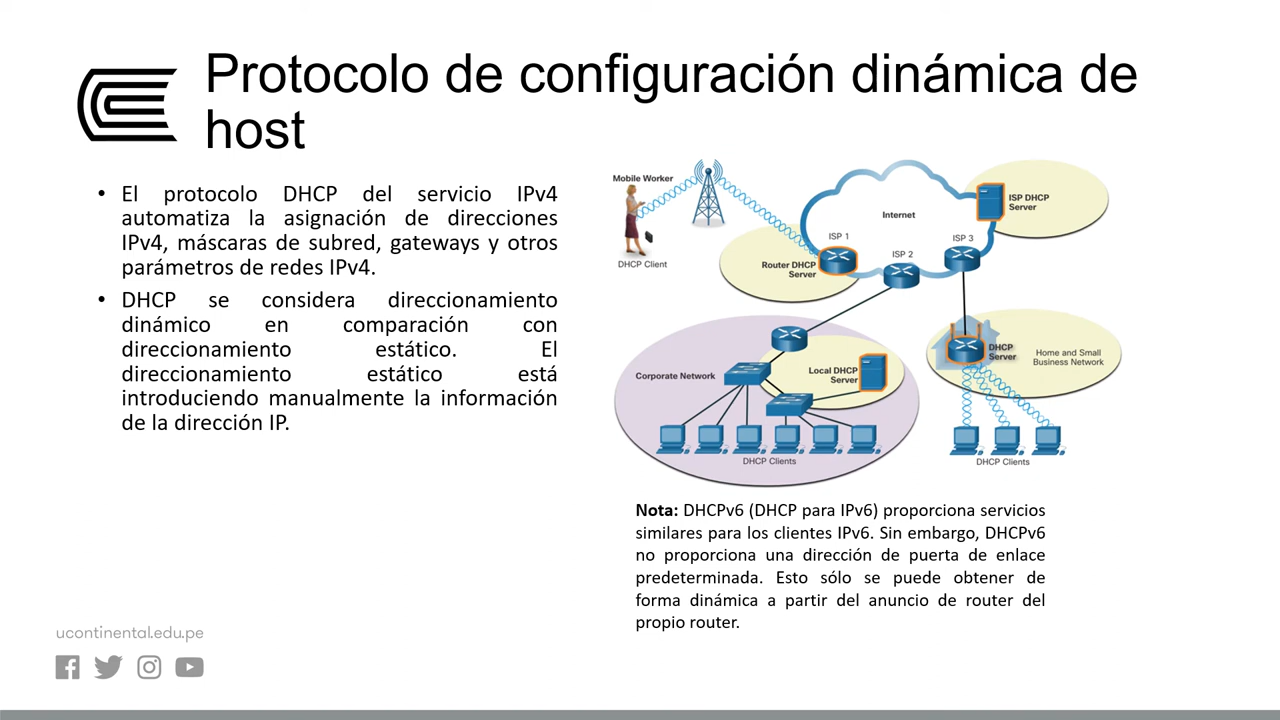 Protocolo de configuración dinámica de
host
• El protocolo DHCP del servicio IPv4
automatiza la asignación de direcciones
IPv4, máscaras de subred, gateways y otros
parámetros de redes IPv4.
• DHCP se considera direccionamiento
dinámico en comparación con
direccionamiento estático. El
direccionamiento estático está
introduciendo manualmente la información
de la dirección IP.
Mobile Worker
DHCP Client
Internet
ISP DHCP
Server
ISP 1
ISP 2
ISP 3
Router DHCP
Server
Corporate Network
Local DHCP
Server
DHCP Clients
DHCP
Server
Home and Small
Business Network
DHCP Clients
Nota: DHCPv6 (DHCP para IPv6) proporciona servicios
similares para los clientes IPv6. Sin embargo, DHCPv6
no proporciona una dirección de puerta de enlace
predeterminada. Esto sólo se puede obtener de
forma dinámica a partir del anuncio de router del
propio router.
ucontinental.edu.pe